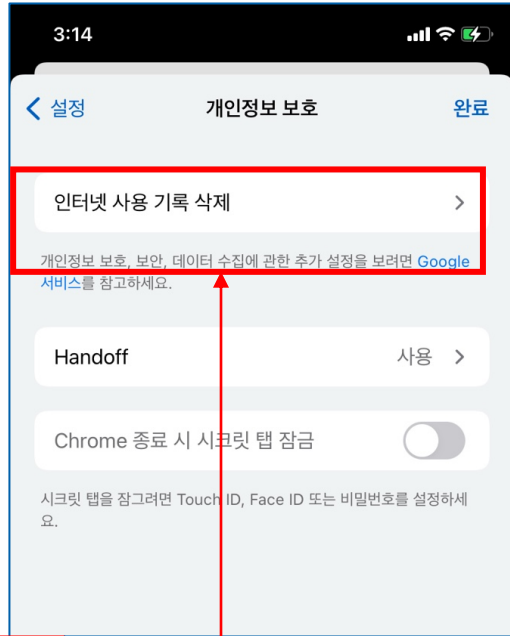 3:14
설정 개인정보 보호 완료
인터넷 사용 기록 삭제
개인정보 보호, 보안, 데이터 수집에 관한 추가 설정을 보려면 Google
서비스를 참고하세요.
Handoff 사용
Chrome 종료 시 시크릿 탭 잠금
시크릿 탭을 잠그려면 Touch ID, Face ID 또는 비밀번호를 설정하세
요.